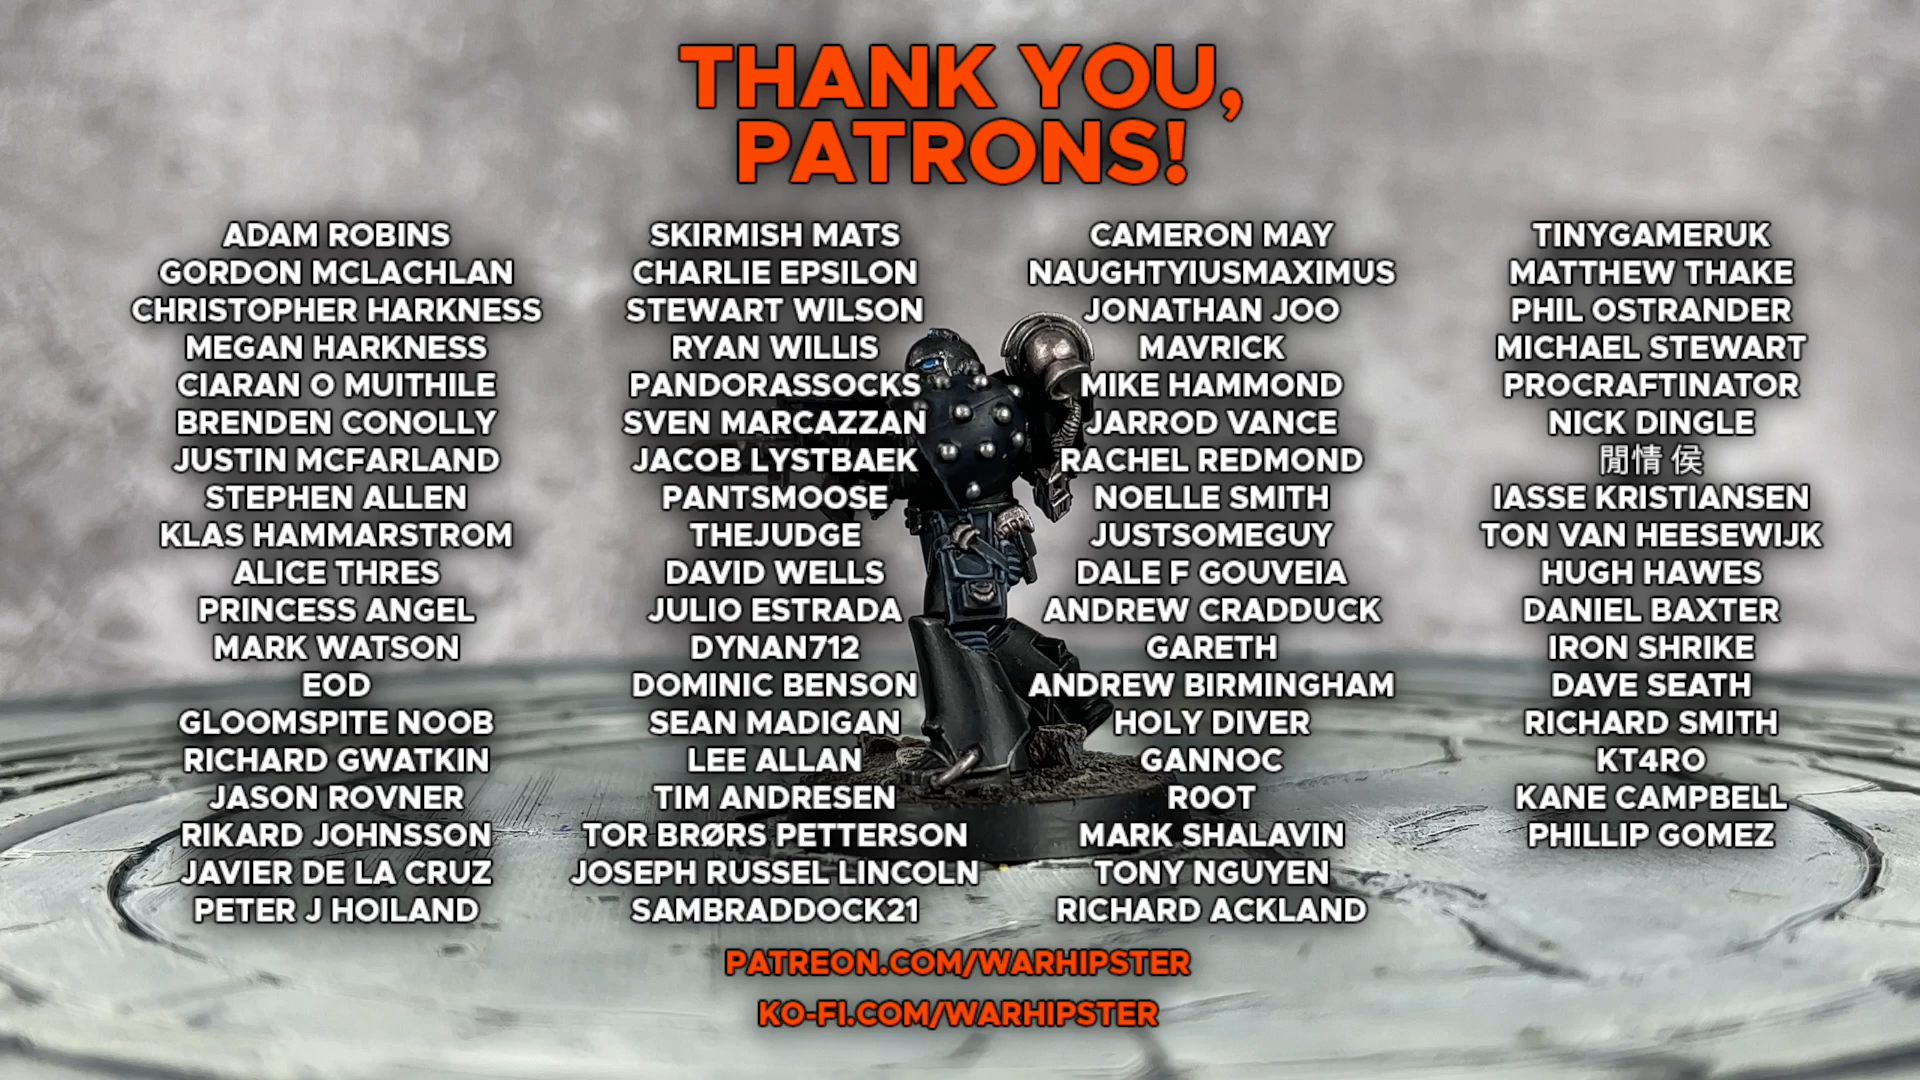 THANK YOU,
PATRONS!
ADAM ROBINS
GORDON MCLACHLAN
CHRISTOPHER HARKNESS
MEGAN HARKNESS
CIARAN O MUITHILE
BRENDEN CONOLLY
JUSTIN MCFARLAND
STEPHEN ALLEN
KLAS HAMMARSTROM
ALICE THRES
PRINCESS ANGEL
MARK WATSON
EOD
GLOOMSPITE NOOB
RICHARD GWATKIN
JASON ROVNER
RIKARD JOHNSSON
JAVIER DE LA CRUZ
PETER J HOILAND
SKIRMISH MATS
CHARLIE EPSILON
STEWART WILSON
RYAN WILLIS
PANDORASSOCKS
SVEN MARCAZZAN
JACOB LYSTBAEK
PANTSMOOSE
THEJUDGE
DAVID WELLS
JULIO ESTRADA
DYNAN712
DOMINIC BENSON
SEAN MADIGAN
LEE ALLAN
TIM ANDRESEN
TOR BRØRS PETTERSON
JOSEPH RUSSEL LINCOLN
SAMBRADDOCK21
CAMERON MAY
NAUGHTYIUSMAXIMUS
JONATHAN JOO
MAVRICK
MIKE HAMMOND
JARROD VANCE
RACHEL REDMOND
NOELLE SMITH
JUSTSOMEGUY
DALE F GOUVEIA
ANDREW CRADDUCK
GARETH
ANDREW BIRMINGHAM
HOLY DIVER
GANNOC
R0OT
MARK SHALAVIN
TONY NGUYEN
RICHARD ACKLAND
TINYGAMERUK
MATTHEW THAKE
PHIL OSTRANDER
MICHAEL STEWART
PROCRAFTINATOR
NICK DINGLE
閒情 侯
IASSE KRISTIANSEN
TON VAN HEESEWIJK
HUGH HAWES
DANIEL BAXTER
IRON SHRIKE
DAVE SEATH
RICHARD SMITH
KT4RO
KANE CAMPBELL
PHILLIP GOMEZ
PATREON.COM/WARHIPSTER
KO-FI.COM/WARHIPSTER